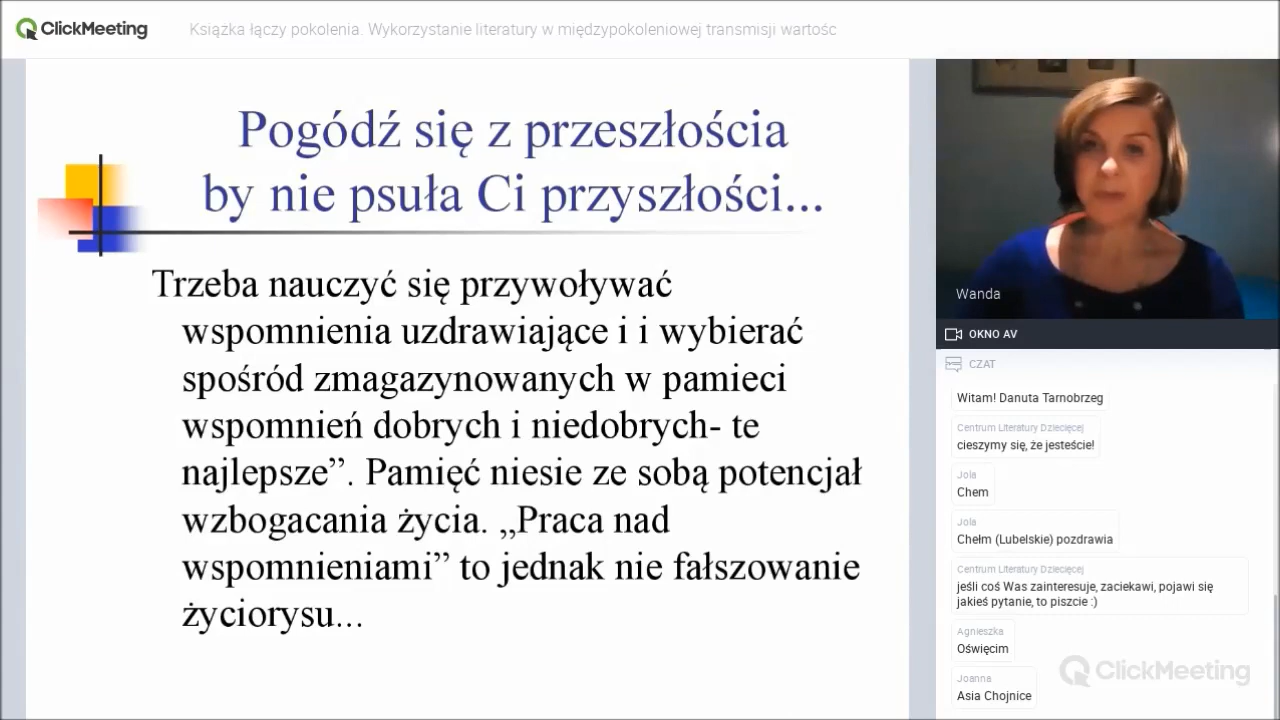 ClickMeeting
Książka łączy pokolenia. Wykorzystanie literatury w międzypokoleniowej transmisji wartośc
Pogódź się z przeszłościa
by nie psuła Ci przyszłości...
Trzeba nauczyć się przywoływać
wspomnienia uzdrawiające i i wybierać
spośród zmagazynowanych w pamieci
wspomnień dobrych i niedobrych- te
najlepsze”. Pamięć niesie ze sobą potencjał
wzbogacania życia. „Praca nad
wspomnieniami” to jednak nie fałszowanie
życiorysu...
Wanda
OKNO AV
CZAT
Witam! Danuta Tarnobrzeg
Centrum Literatury Dziecięcej
cieszymy się, że jesteście!
Jola
Chem
Jola
Chełm (Lubelskie) pozdrawia
Centrum Literatury Dziecięcej
jeśli coś Was zainteresuje, zaciekawi, pojawi się
jakieś pytanie, to piszcie :)
Agnieszka
Oświęcim
Joanna
Asia Chojnice
ClickMeeting